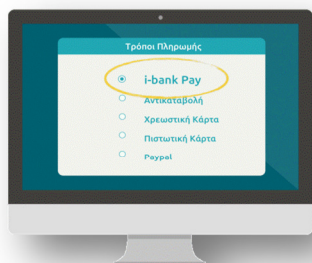 Τρόποι Πληρωμής
i-bank Pay
Αντικαταβολή
Χρεωστική Κάρτα
Πιστωτική Κάρτα
Paypal